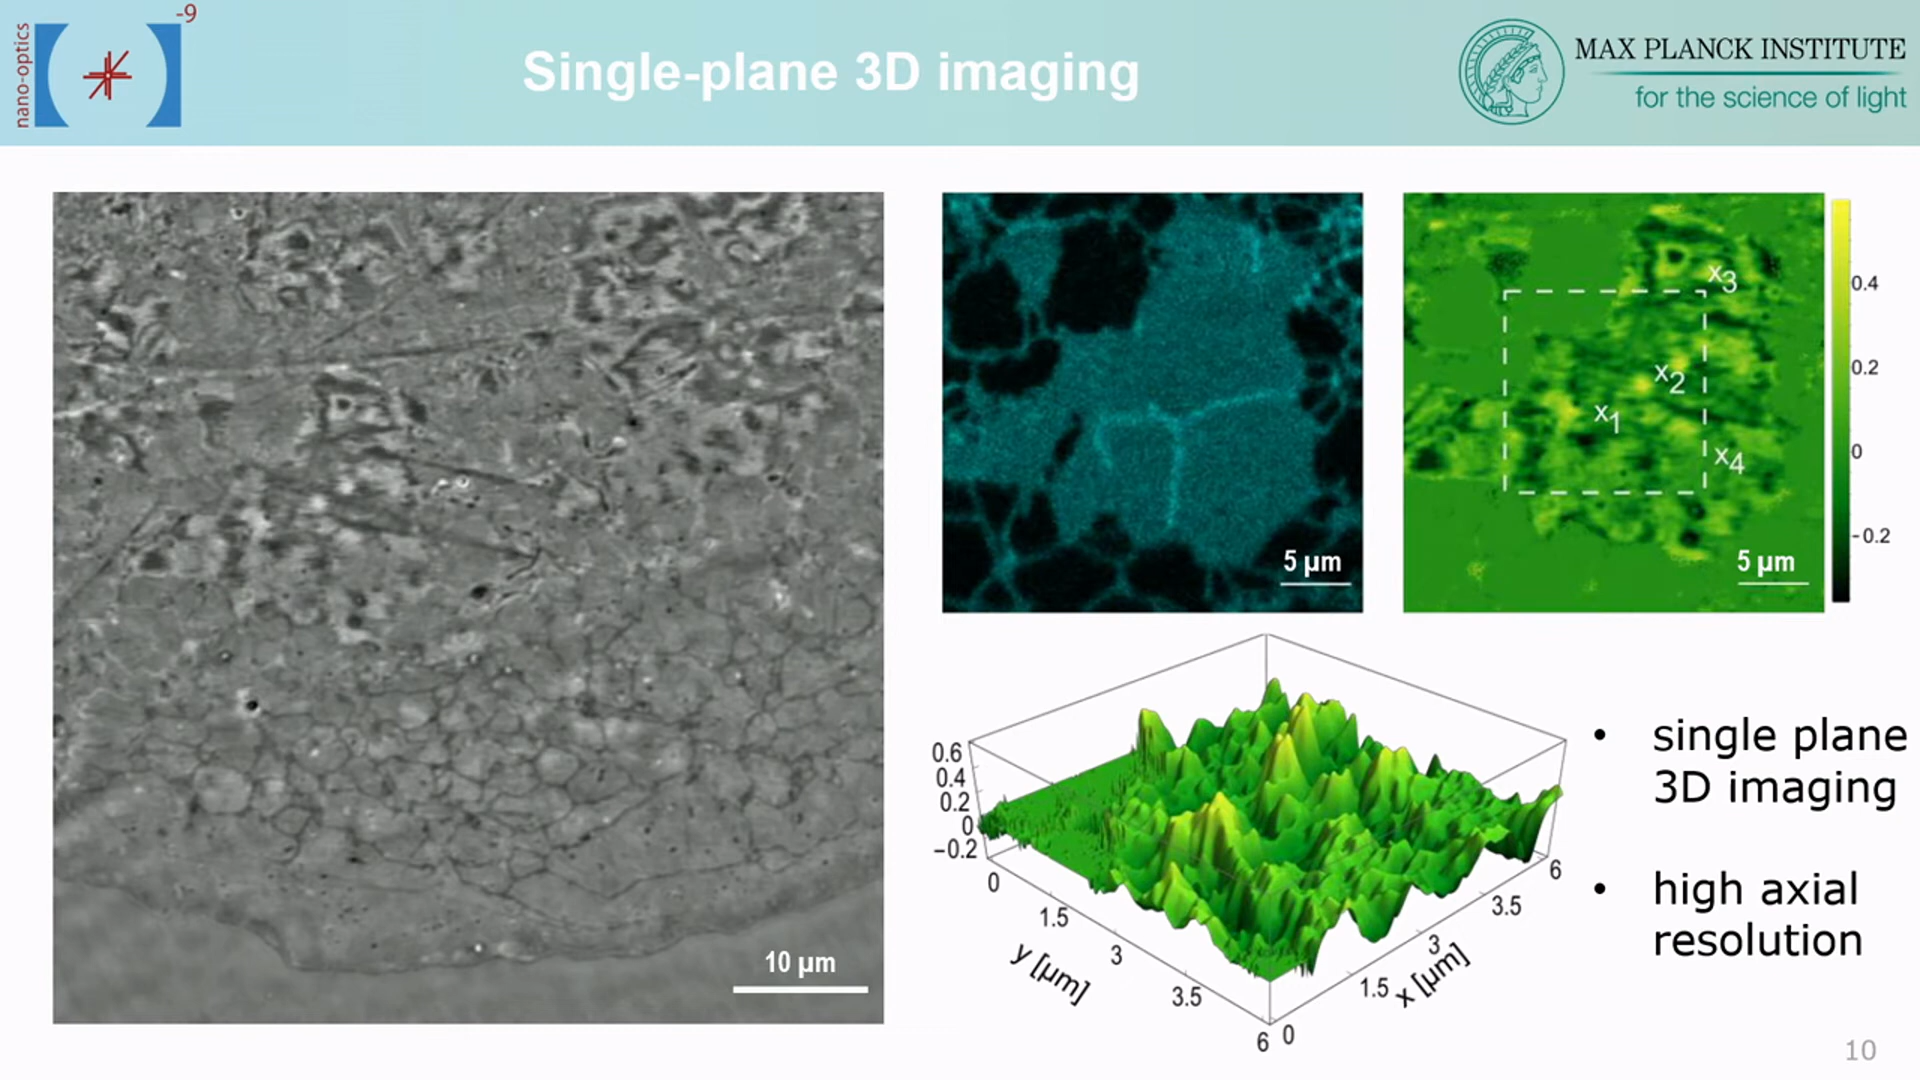 nano-optics
-9
Single-plane 3D imaging
MAX PLANCK INSTITUTE
for the science of light
10 µm
5 µm
x3
x2
x1
x4
5 µm
0.4
0.2
0
-0.2
0.6
0.4
0.2
0
−0.2
0
1.5
3
3.5
6
y [µm]
0
1.5
3
3.5
6
x [µm]
• single plane
3D imaging
• high axial
resolution
10